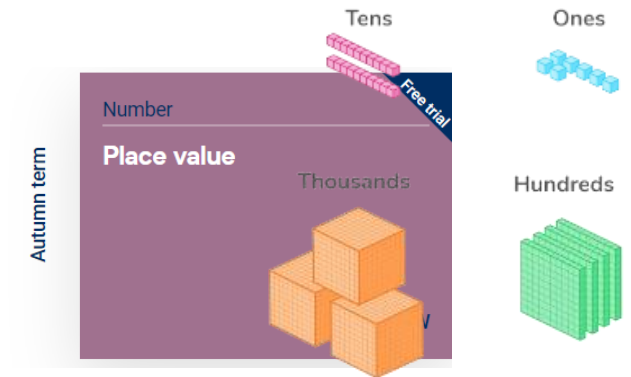 Tens
Ones
Free trial
Number
Place value
Autumn term
Thousands
Hundreds